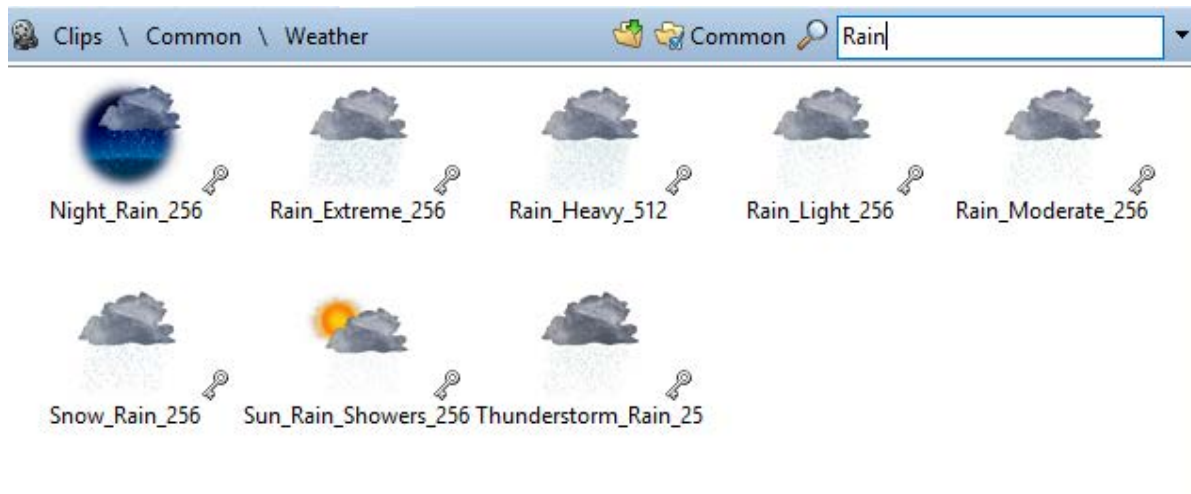 Clips \ Common \ Weather Common Rain
Night_Rain_256 Rain_Extreme_256 Rain_Heavy_512 Rain_Light_256 Rain_Moderate_256
Snow_Rain_256 Sun_Rain_Showers_256 Thunderstorm_Rain_25